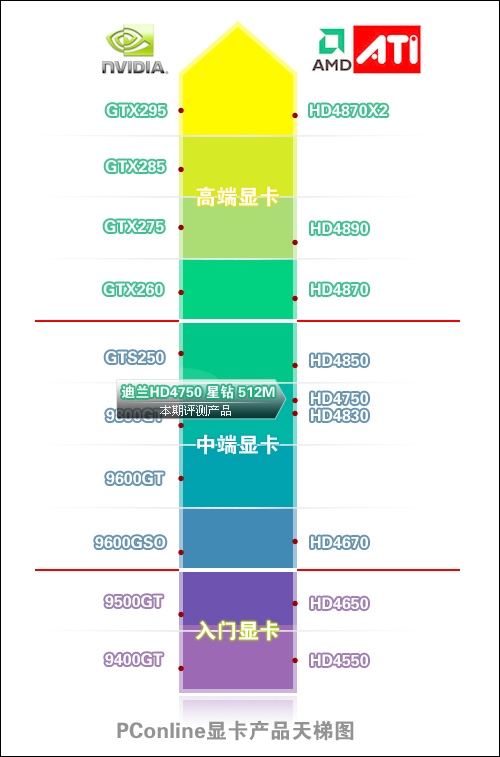 NVIDIA.
AMD ATI
GTX295
HD4870X2
GTX285
高端显卡
GTX275
HD4890
GTX260
HD4870
GTS250
HD4850
迪兰HD4750 星钻 512M
本期评测产品
HD4750
HD4830
中端显卡
9600GT
9600GSO
HD4670
9500GT
HD4650
入门显卡
9400GT
HD4550
PConline显卡产品天梯图